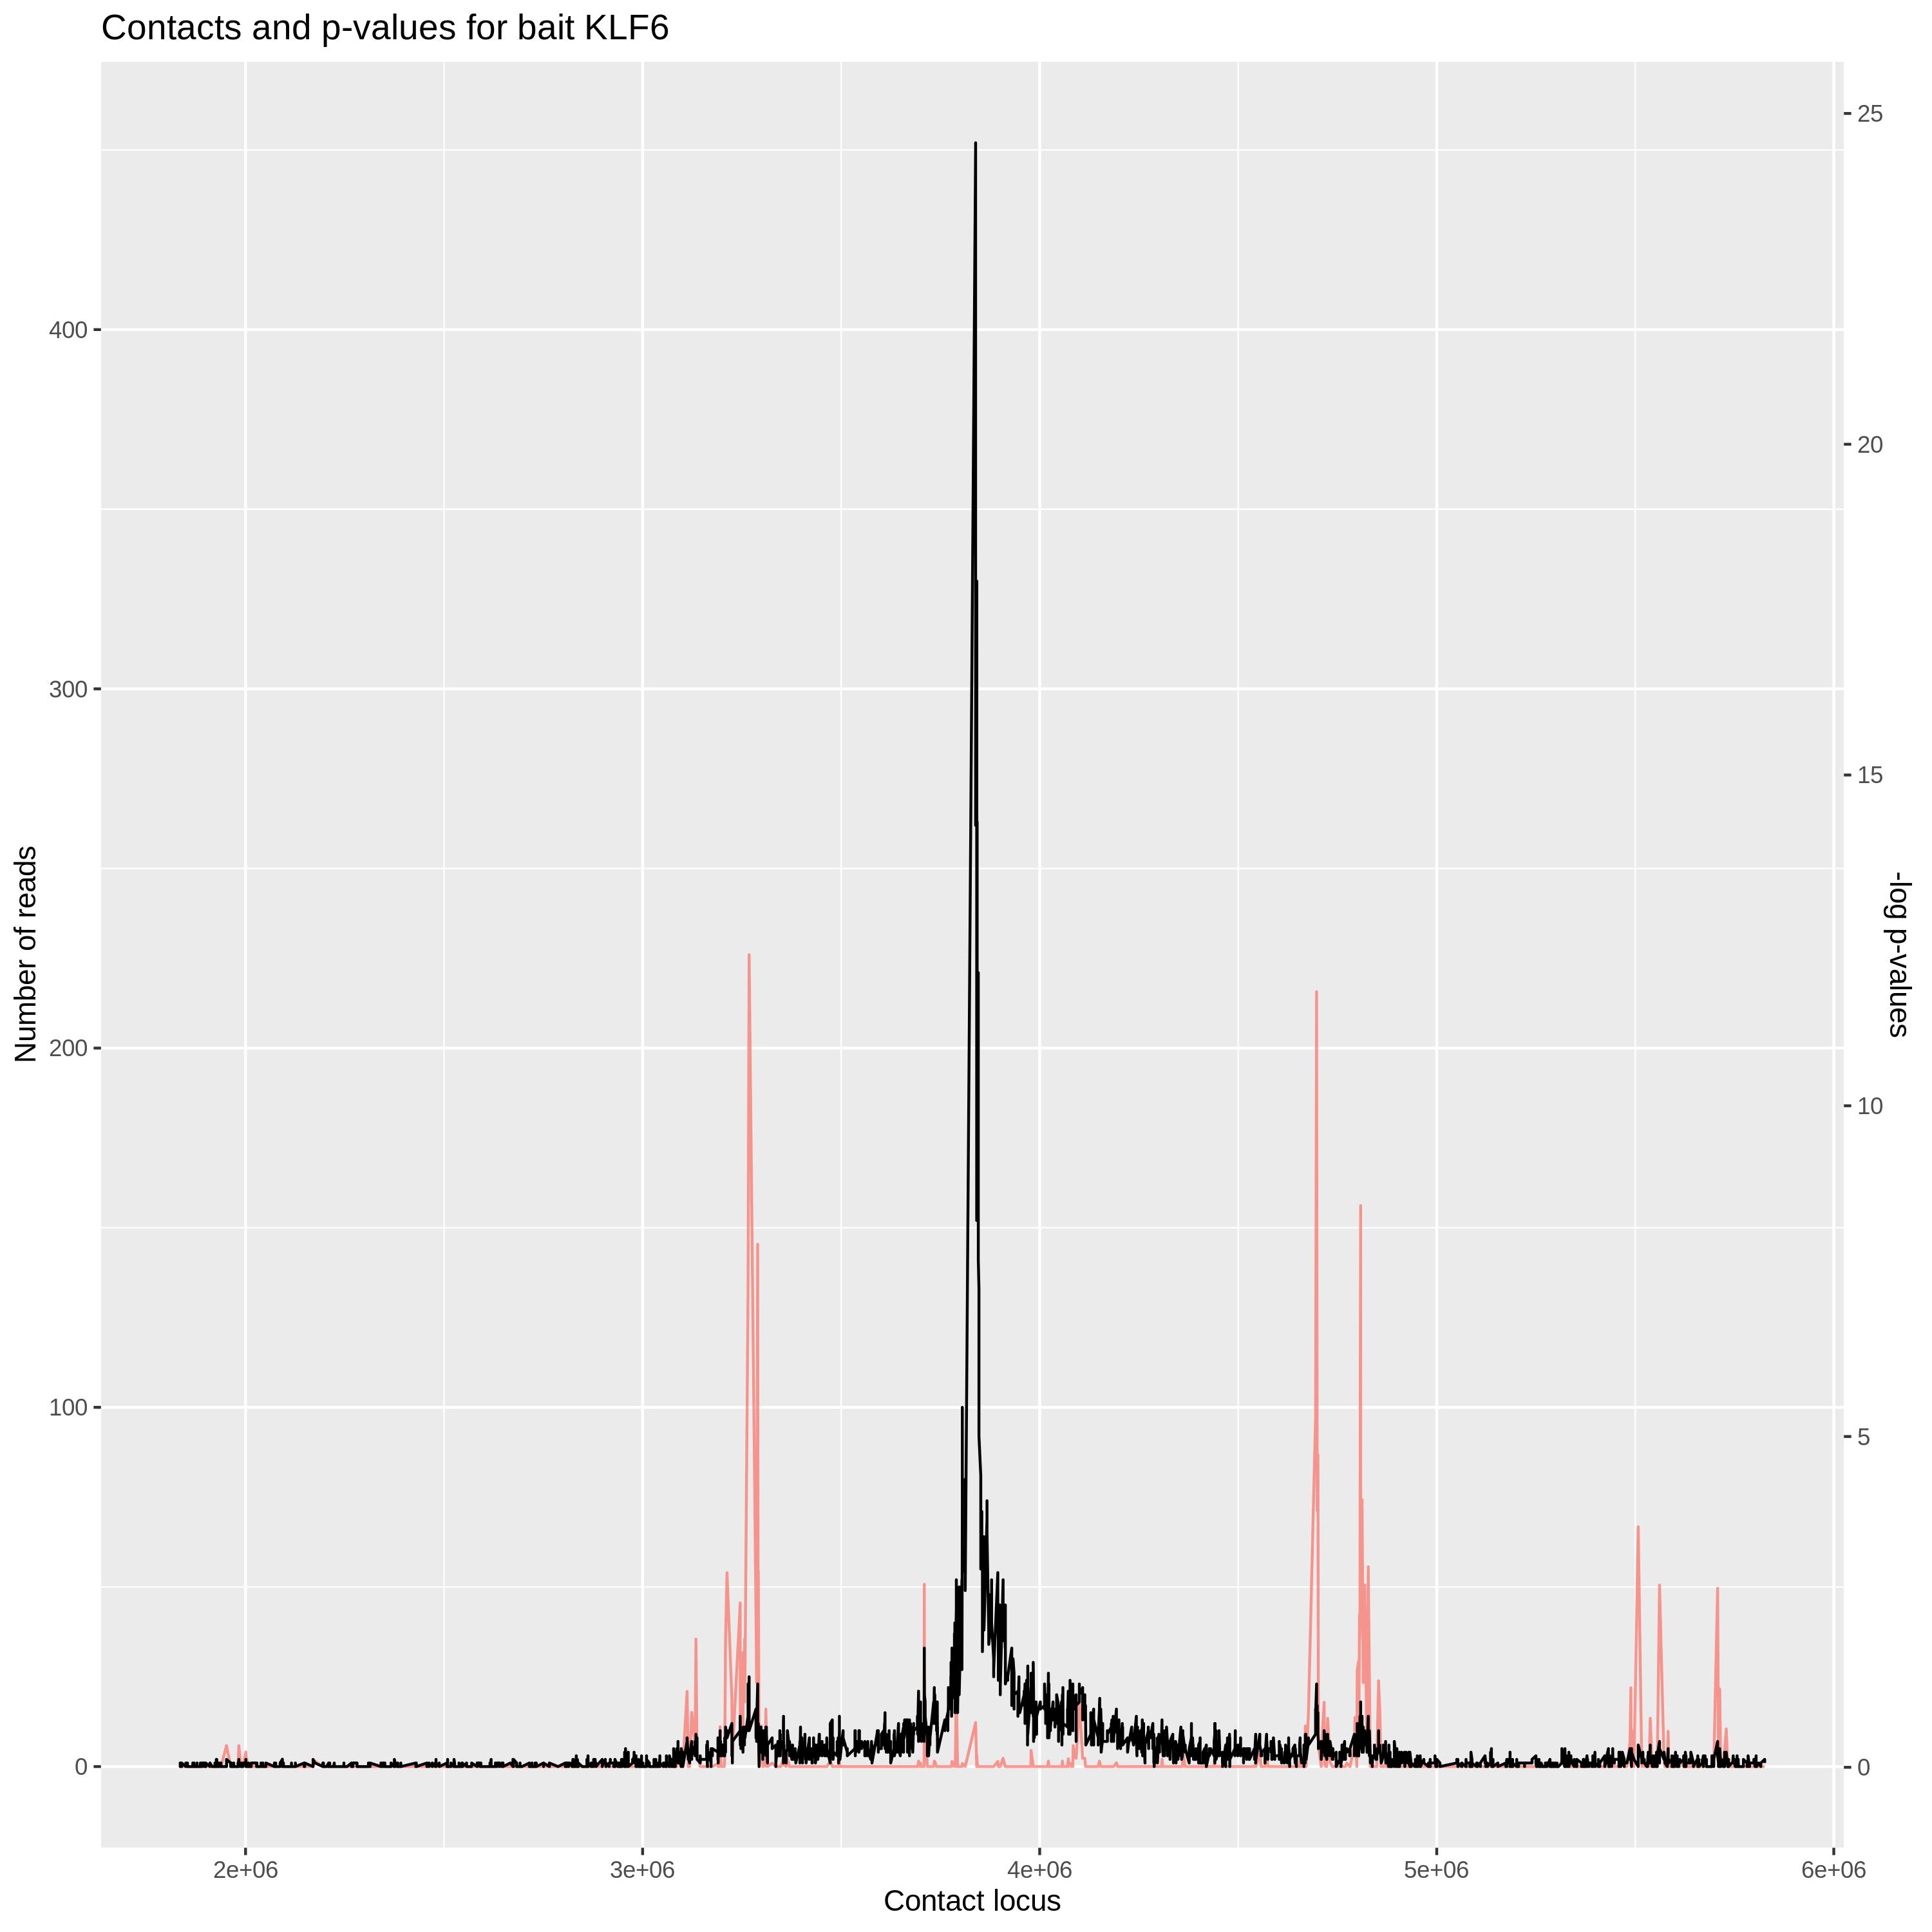 Contacts and p-values for bait KLF6
Number of reads
400
300
200
100
0
25
20
15
10
5
0
-log p-values
2e+06
3e+06
4e+06
5e+06
6e+06
Contact locus